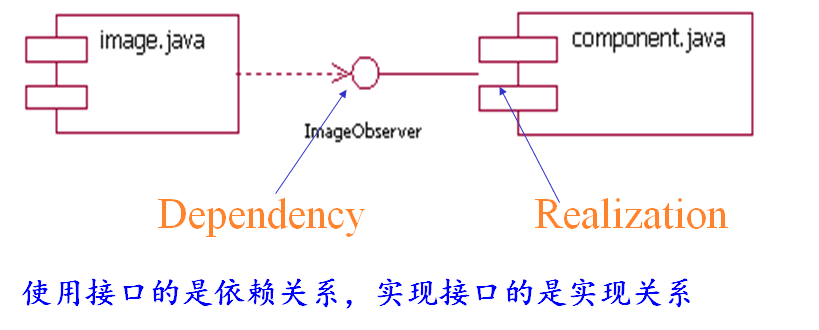 image.java
component.java
ImageObserver
Dependency
Realization
使用接口的是依赖关系，实现接口的是实现关系